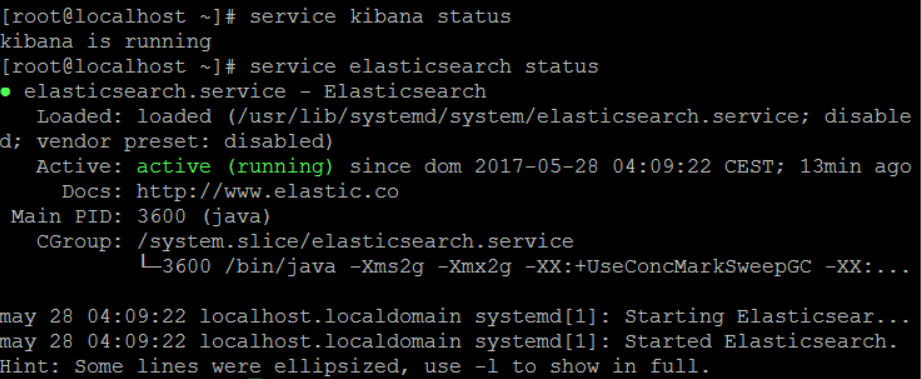 [root@localhost ~]# service kibana status
kibana is running
[root@localhost ~]# service elasticsearch status
● elasticsearch.service - Elasticsearch
   Loaded: loaded (/usr/lib/systemd/system/elasticsearch.service; disable
d; vendor preset: disabled)
   Active: active (running) since dom 2017-05-28 04:09:22 CEST; 13min ago
     Docs: http://www.elastic.co
 Main PID: 3600 (java)
   CGroup: /system.slice/elasticsearch.service
           └─3600 /bin/java -Xms2g -Xmx2g -XX:+UseConcMarkSweepGC -XX:...
may 28 04:09:22 localhost.localdomain systemd[1]: Starting Elasticsear...
may 28 04:09:22 localhost.localdomain systemd[1]: Started Elasticsearch.
Hint: Some lines were ellipsized, use -l to show in full.